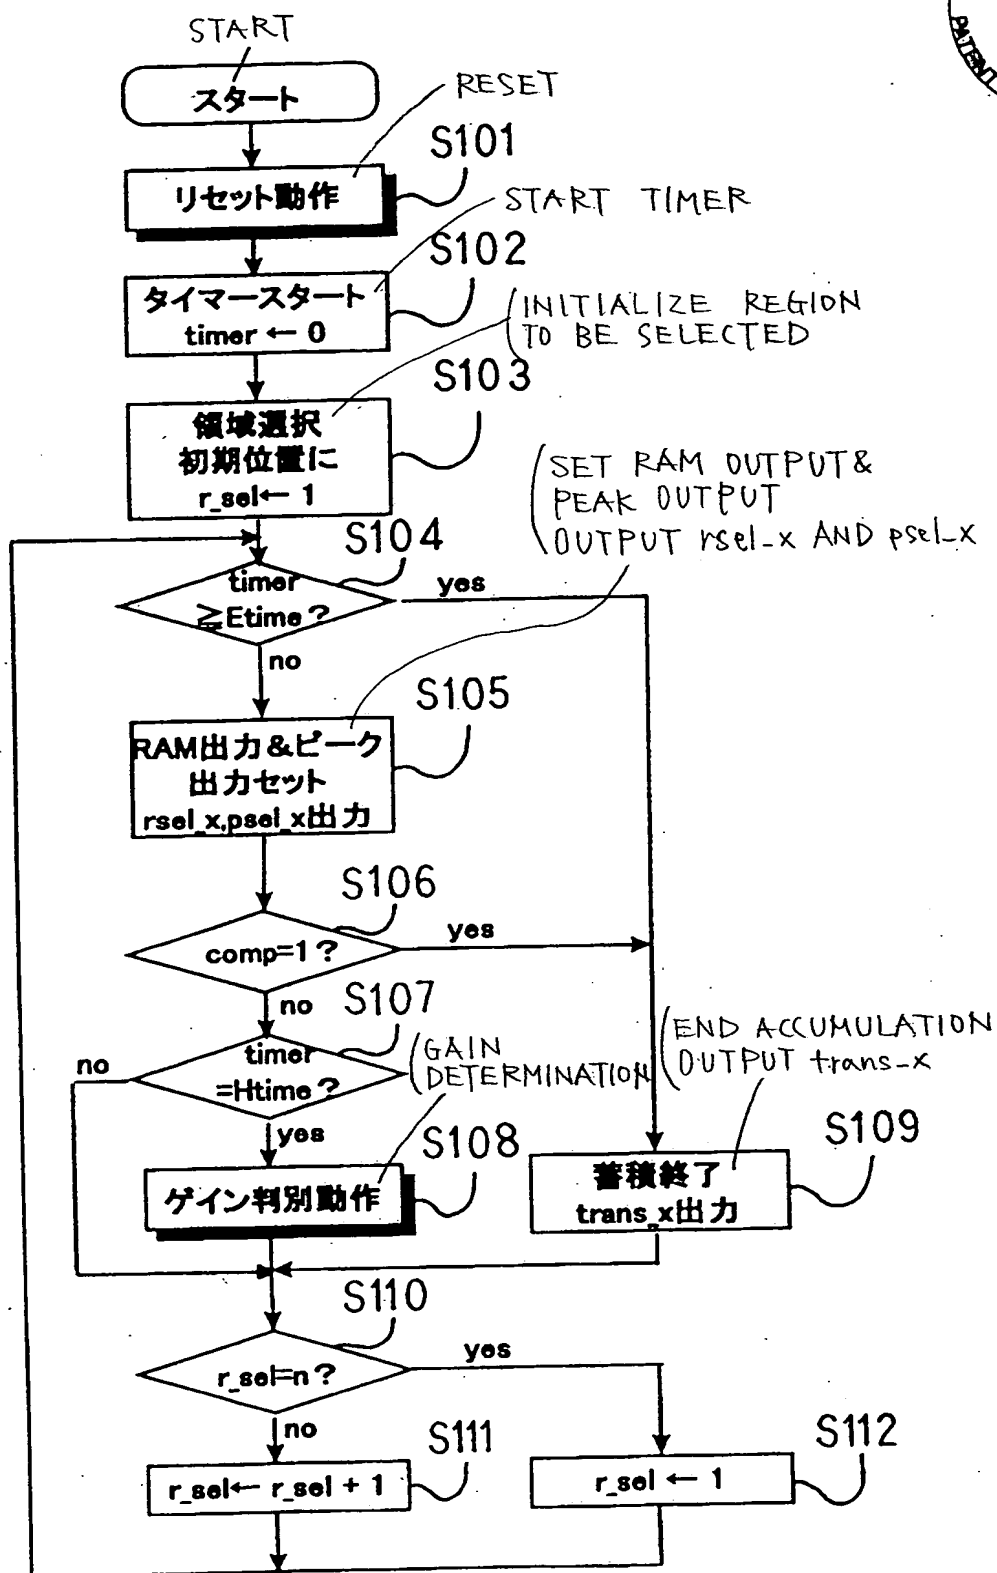 START
PATENT
スタート
RESET
S101
リセット動作
START TIMER
S102
タイマースタート
timer ← 0
INITIALIZE REGION
TO BE SELECTED
S103
領域選択
初期位置に
r_sel← 1
SET RAM OUTPUT&
PEAK OUTPUT
OUTPUT rsel_x AND psel_x
S104
timer
≧Etime?
yes
no
S105
RAM出力&ピーク
出力セット
rsel_x,psel_x出力
S106
comp=1?
yes
no
S107
timer
=Htime?
no
yes
GAIN
DETERMINATION
END ACCUMULATION
OUTPUT trans_x
S108
ゲイン判別動作
S109
蓄積終了
trans_x出力
S110
r_sel=n?
yes
no
S111
r_sel← r_sel + 1
S112
r_sel ← 1